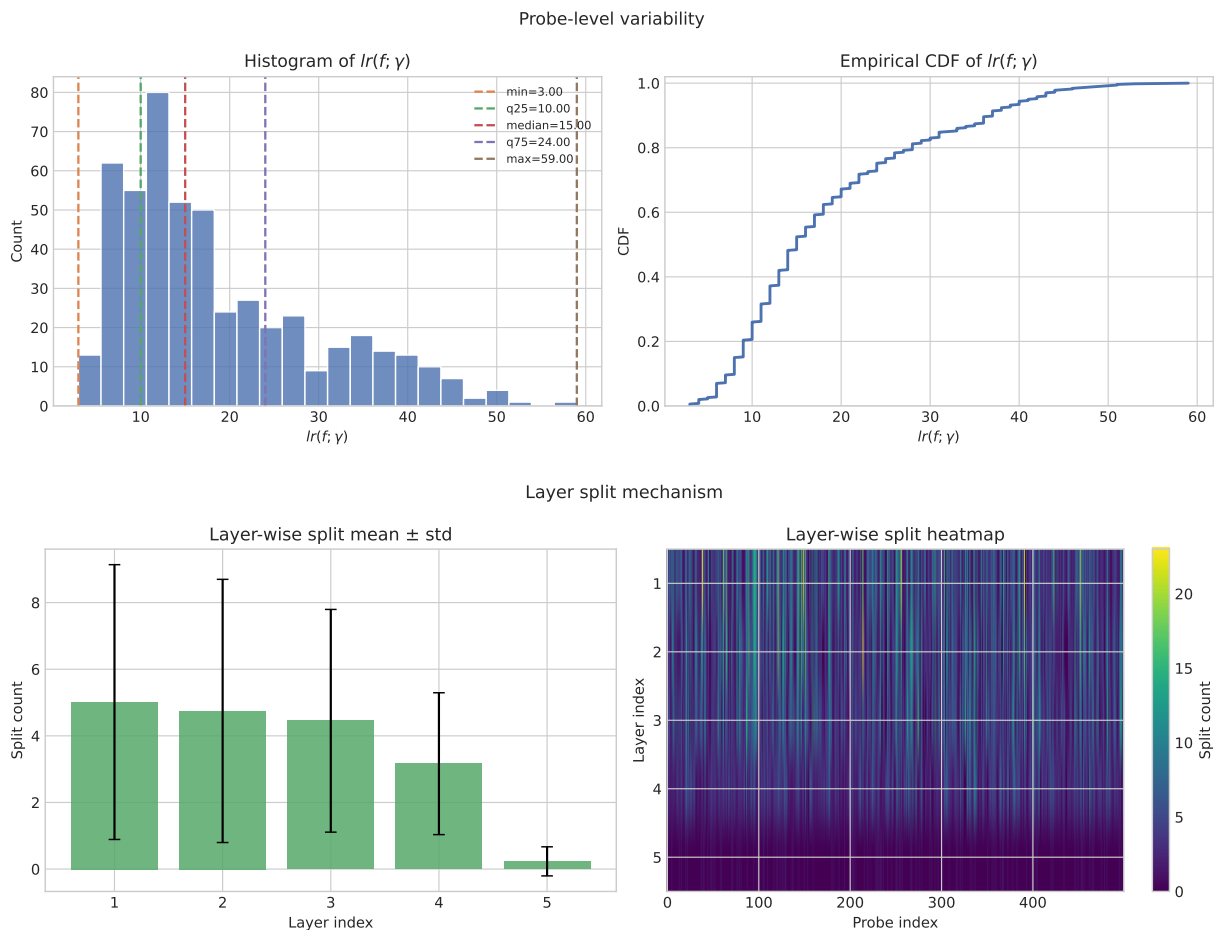 Probe-level variability
Histogram of lr(f; γ)
Count
0
10
20
30
40
50
60
70
80
10
20
30
40
50
60
lr(f; γ)
min=3.00
q25=10.00
median=15.00
q75=24.00
max=59.00
Empirical CDF of lr(f; γ)
CDF
0.0
0.2
0.4
0.6
0.8
1.0
10
20
30
40
50
60
lr(f; γ)
Layer split mechanism
Layer-wise split mean ± std
Split count
0
2
4
6
8
1
2
3
4
5
Layer index
Layer-wise split heatmap
Layer index
1
2
3
4
5
0
100
200
300
400
Probe index
0
5
10
15
20
Split count